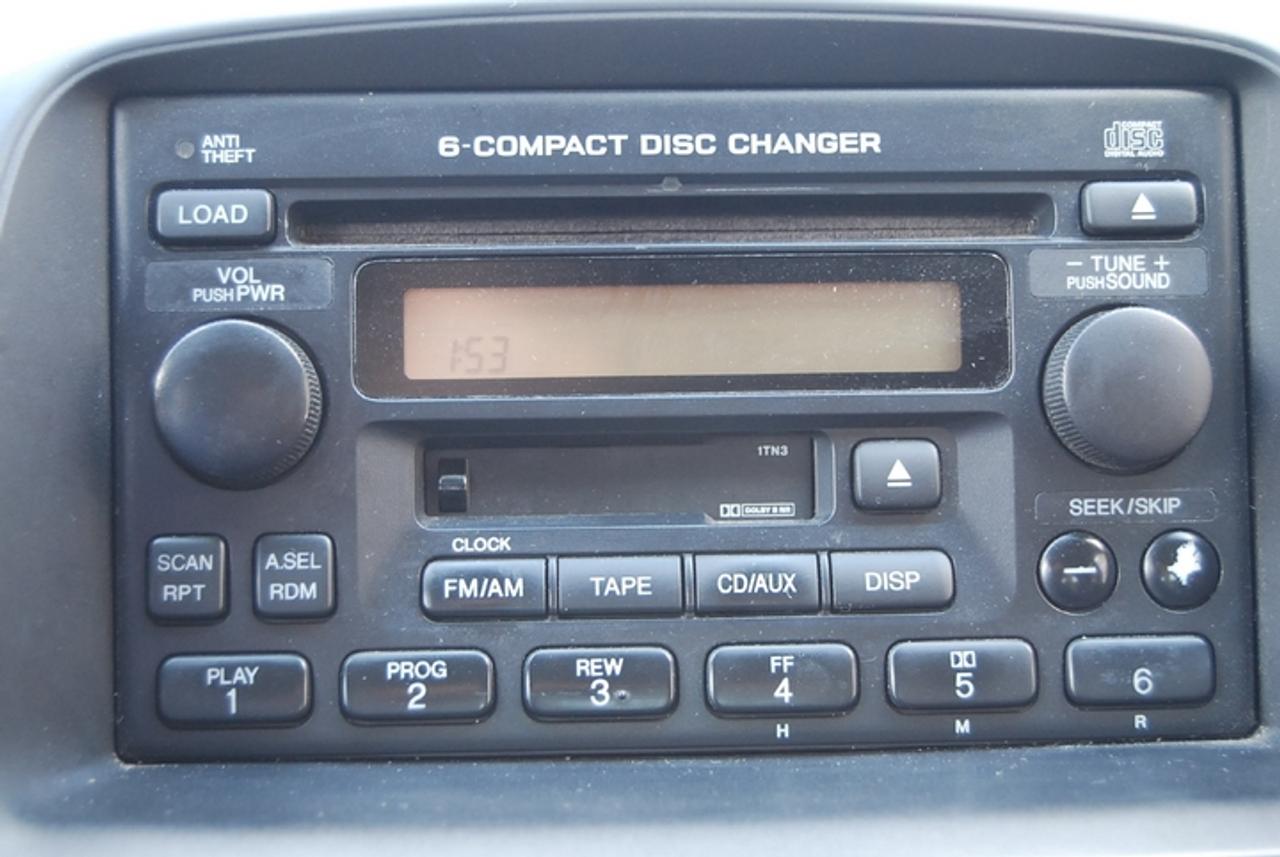 ANTI
THEFT
6-COMPACT DISC CHANGER
COMPACT
disc
DIGITAL AUDIO
LOAD
VOL
PUSH PWR
- TUNE +
PUSH SOUND
1:53
1TN3
DOLBY B NR
SEEK/SKIP
CLOCK
SCAN
RPT
A.SEL
RDM
FM/AM
TAPE
CD/AUX
DISP
PLAY
1
PROG
2
REW
3
FF
4
5
6
H
M
R